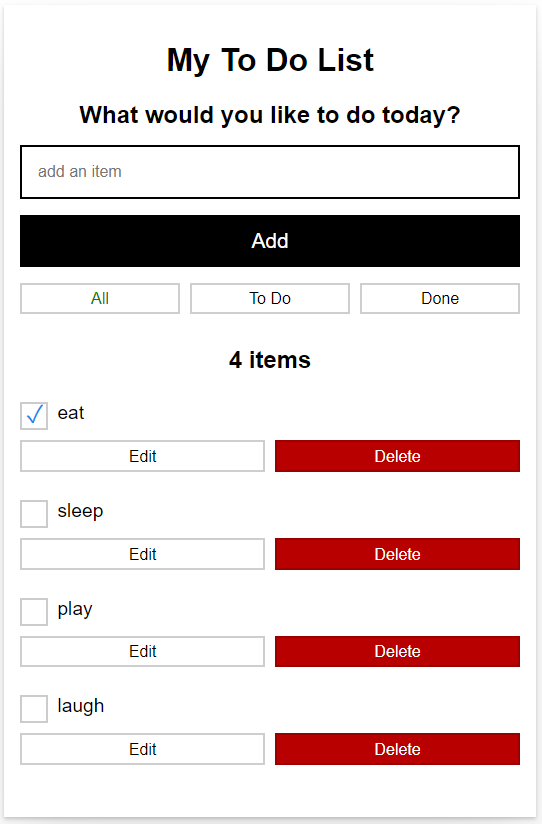 My To Do List
What would you like to do today?
add an item
Add
All To Do Done
4 items
eat
Edit Delete
sleep
Edit Delete
play
Edit Delete
laugh
Edit Delete